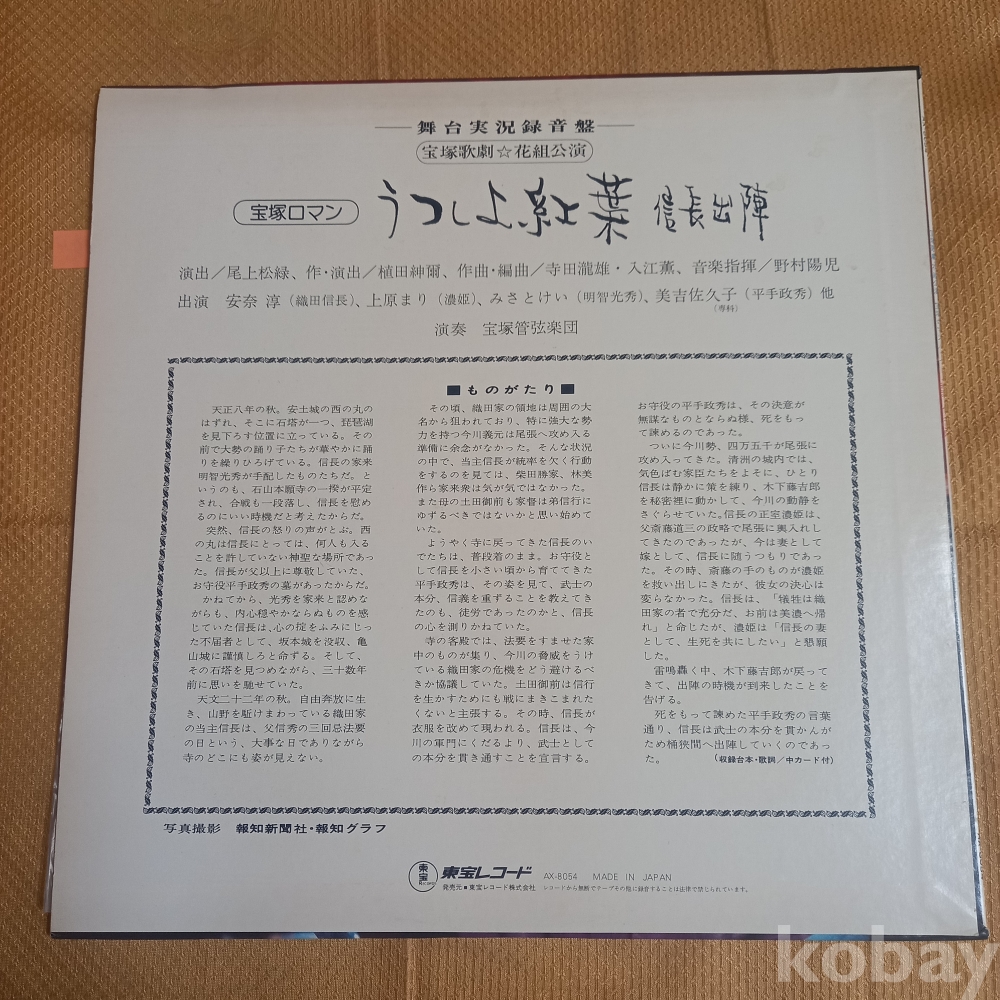 舞台実況録音盤
宝塚歌劇☆花組公演
宝塚ロマン うつしよ紅葉 信長出陣
演出／尾上松緑、作・演出／植田紳爾、作曲・編曲／寺田瀧雄・入江薫、音楽指揮／野村陽児
出演 安奈 淳（織田信長）、上原まり（濃姫）、みさとけい（明智光秀）、美吉佐久子（平手政秀）他
（専科）
演奏 宝塚管弦楽団
■ものがたり■
天正八年の秋。安土城の西の丸の
はずれ、そこに石塔が一つ、琵琶湖
を見下ろす位置に立っている。その
前で大勢の踊り子たちが華やかに踊
りを繰りひろげている。信長の家来
明智光秀が手配したものたちだ。と
いうのも、石山本願寺の一揆が平定
され、合戦も一段落し、信長を慰め
るのにいい時機だと考えたからだ。
突然、信長の怒りの声がとぶ。西
の丸は信長にとっては、何人も入る
ことを許していない神聖な場所であっ
た。信長が父以上に尊敬していた、
お守役平手政秀の墓があったからだ。
かねてから、光秀を家来と認めな
がらも、内心穏やかならぬものを感
じていた信長は、心の掟をふみにじっ
た不届者として、坂本城を没収、亀
山城に謹慎しろと命ずる。そして、
その石塔を見つめながら、三十数年
前に思いを馳せていた。
天文二十二年の秋。自由奔放に生
き、山野を駆けまわっている織田家
の当主信長は、父信秀の三回忌法要
の日という、大事な日でありながら
寺のどこにも姿が見えない。
その頃、織田家の領地は周囲の大
名から狙われており、特に強大な勢
力を持つ今川義元は尾張へ攻め入る
準備に余念がなかった。そんな状況
の中で、当主信長が統率を欠く行動
をするのを見ては、柴田勝家、林美
作ら家来衆は気が気ではなかった。
また母の土田御前も家督は弟信行に
ゆずるべきではないかと思い始めて
いた。
ようやく寺に戻ってきた信長のい
でたちは、普段着のまま。お守役と
して信長を小さい頃から育ててきた
平手政秀は、その姿を見て、武士の
本分、信義を重ずることを教えてき
たのも、徒労であったのかと、信長
の心を測りかねていた。
寺の客殿では、法要をすませた家
中のものが集り、今川の脅威をうけ
ている織田家の危機をどう避けるべ
きか協議していた。土田御前は信行
を生かすためにも戦にまきこまれた
くないと主張する。その時、信長が
衣服を改めて現われる。信長は、今
川の軍門にくだるより、武士として
の本分を貫き通すことを宣言する。
お守役の平手政秀は、その決意が
無謀なものとならぬ様、死をもっ
て諫めるのであった。
ついに今川勢、四万五千が尾張に
攻め入ってきた。清洲の城内では、
気色ばむ家臣たちをよそに、ひとり
信長は静かに策を練り、木下藤吉郎
を秘密裡に動かして、今川の動静を
さぐらせていた。信長の正室濃姫は、
父斎藤道三の政略で尾張に輿入れし
てきたのであったが、今は妻として
嫁として、信長に随うつもりであっ
た。その時、斎藤の手のものが濃姫
を救い出しにきたが、彼女の決心は
変らなかった。信長は、「犠牲は織
田家の者で充分だ、お前は美濃へ帰
れ」と命じたが、濃姫は「信長の妻
として、生死を共にしたい」と懇願
した。
雷鳴轟く中、木下藤吉郎が戻って
きて、出陣の時機が到来したことを
告げる。
死をもって諫めた平手政秀の言葉
通り、信長は武士の本分を貫かんが
ため桶狭間へ出陣していくのであっ
た。（収録台本・歌詞／中カード付）
写真撮影 報知新聞社・報知グラフ
東宝 RECORDS 東宝レコード AX-8054 MADE IN JAPAN
発売元■東宝レコード株式会社 レコードから無断でテープその他に録音することは法律で禁じられています。
kobay